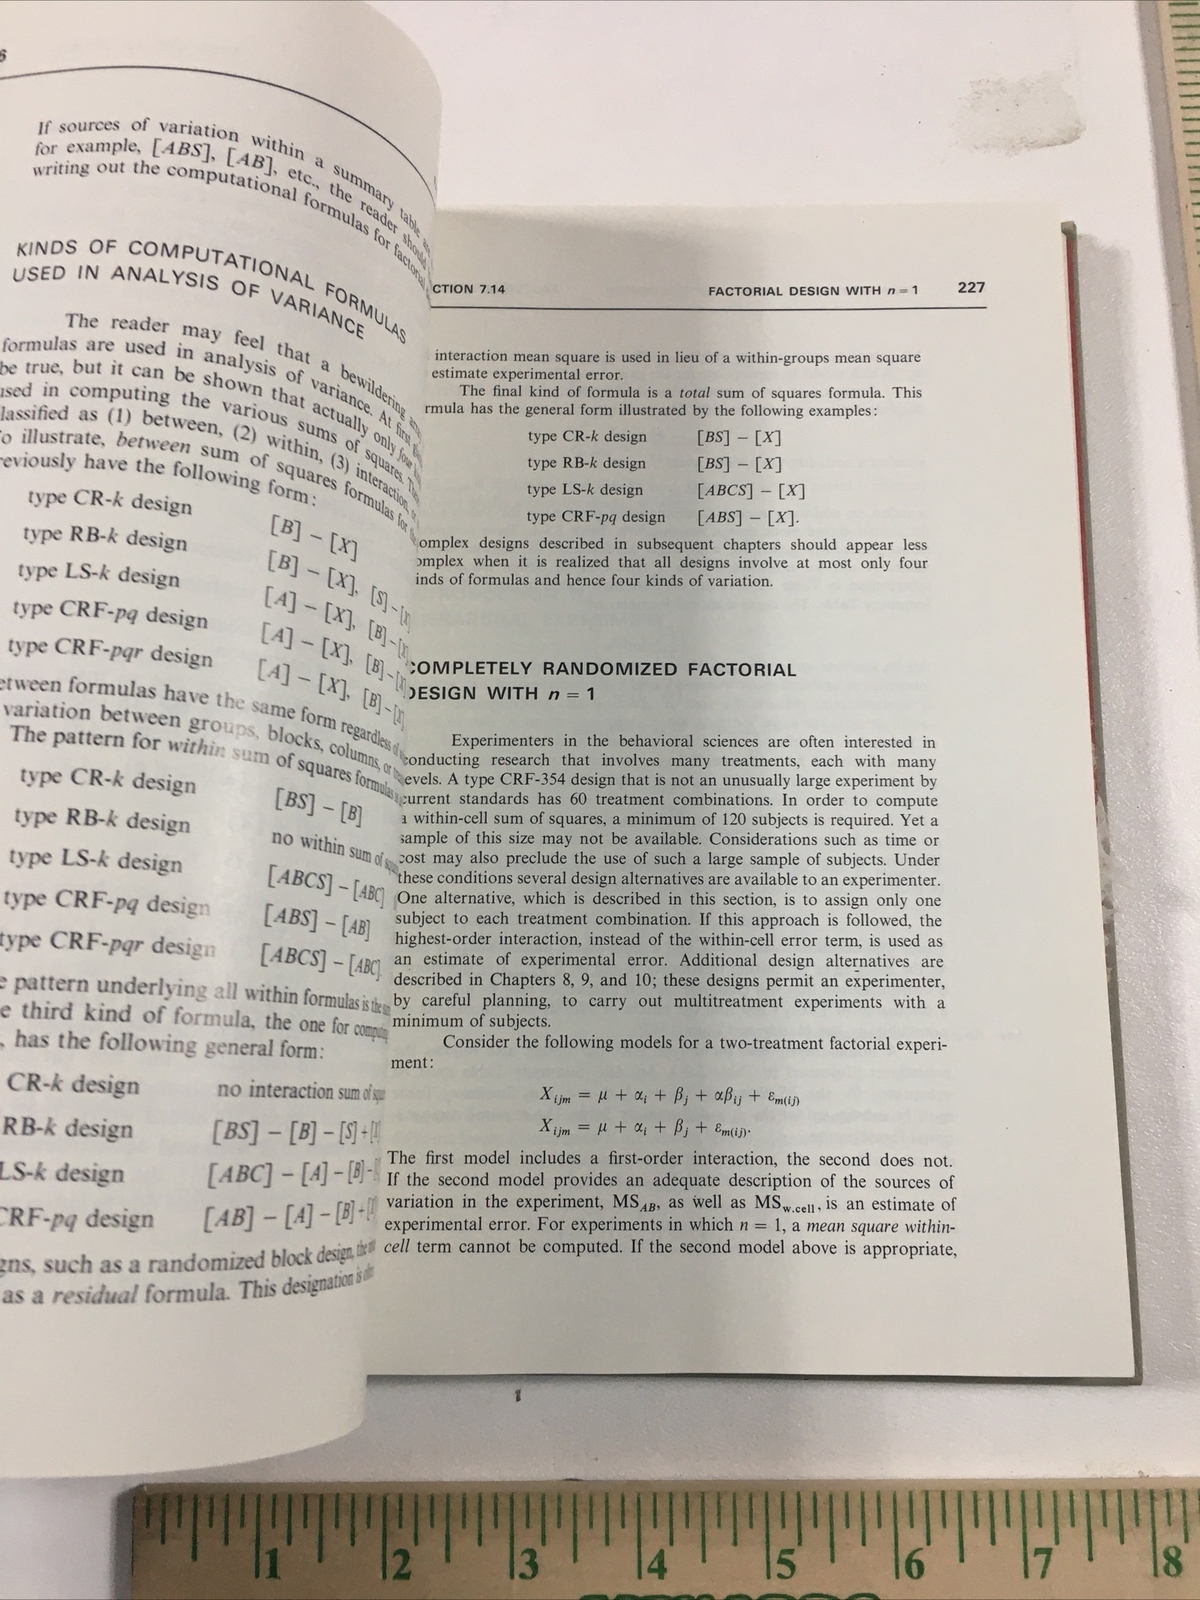 6
If sources of variation within a summary table
for example, [ABS], [AB], etc., the reader should
writing out the computational formulas for factorial
KINDS OF COMPUTATIONAL FORMULAS
USED IN ANALYSIS OF VARIANCE
The reader may feel that a bewildering
formulas are used in analysis of variance. At first
be true, but it can be shown that actually only four
used in computing the various sums of squares.
lassified as (1) between, (2) within, (3) interaction,
o illustrate, between sum of squares formulas for
eviously have the following form:
type CR-k design [B] − [X]
type RB-k design [B] − [X], [S] −
type LS-k design [A] − [X], [B] −
type CRF-pq design [A] − [X], [B] −
type CRF-pqr design [A] − [X], [B] −
etween formulas have the same form regardless of
variation between groups, blocks, columns, or
The pattern for within sum of squares formulas
type CR-k design [BS] − [B]
type RB-k design no within sum of
type LS-k design [ABCS] − [ABC]
type CRF-pq design [ABS] − [AB]
type CRF-pqr design [ABCS] − [ABC]
e pattern underlying all within formulas is the
e third kind of formula, the one for
, has the following general form:
CR-k design no interaction sum of
RB-k design [BS] − [B] − [S] +
LS-k design [ABC] − [A] − [B] −
CRF-pq design [AB] − [A] − [B] +
gns, such as a randomized block design,
as a residual formula. This designation is
CTION 7.14 FACTORIAL DESIGN WITH n = 1 227
interaction mean square is used in lieu of a within-groups mean square
estimate experimental error.
The final kind of formula is a total sum of squares formula. This
rmula has the general form illustrated by the following examples:
type CR-k design [BS] − [X]
type RB-k design [BS] − [X]
type LS-k design [ABCS] − [X]
type CRF-pq design [ABS] − [X].
omplex designs described in subsequent chapters should appear less
omplex when it is realized that all designs involve at most only four
inds of formulas and hence four kinds of variation.
COMPLETELY RANDOMIZED FACTORIAL
DESIGN WITH n = 1
Experimenters in the behavioral sciences are often interested in
conducting research that involves many treatments, each with many
levels. A type CRF-354 design that is not an unusually large experiment by
current standards has 60 treatment combinations. In order to compute
a within-cell sum of squares, a minimum of 120 subjects is required. Yet a
sample of this size may not be available. Considerations such as time or
cost may also preclude the use of such a large sample of subjects. Under
these conditions several design alternatives are available to an experimenter.
One alternative, which is described in this section, is to assign only one
subject to each treatment combination. If this approach is followed, the
highest-order interaction, instead of the within-cell error term, is used as
an estimate of experimental error. Additional design alternatives are
described in Chapters 8, 9, and 10; these designs permit an experimenter,
by careful planning, to carry out multitreatment experiments with a
minimum of subjects.
Consider the following models for a two-treatment factorial experi-
ment:
X_ijm = μ + α_i + β_j + αβ_ij + ε_m(ij)
X_ijm = μ + α_i + β_j + ε_m(ij).
The first model includes a first-order interaction, the second does not.
If the second model provides an adequate description of the sources of
variation in the experiment, MS_AB, as well as MS_w.cell, is an estimate of
experimental error. For experiments in which n = 1, a mean square within-
cell term cannot be computed. If the second model above is appropriate,
1 2 3 4 5 6 7 8